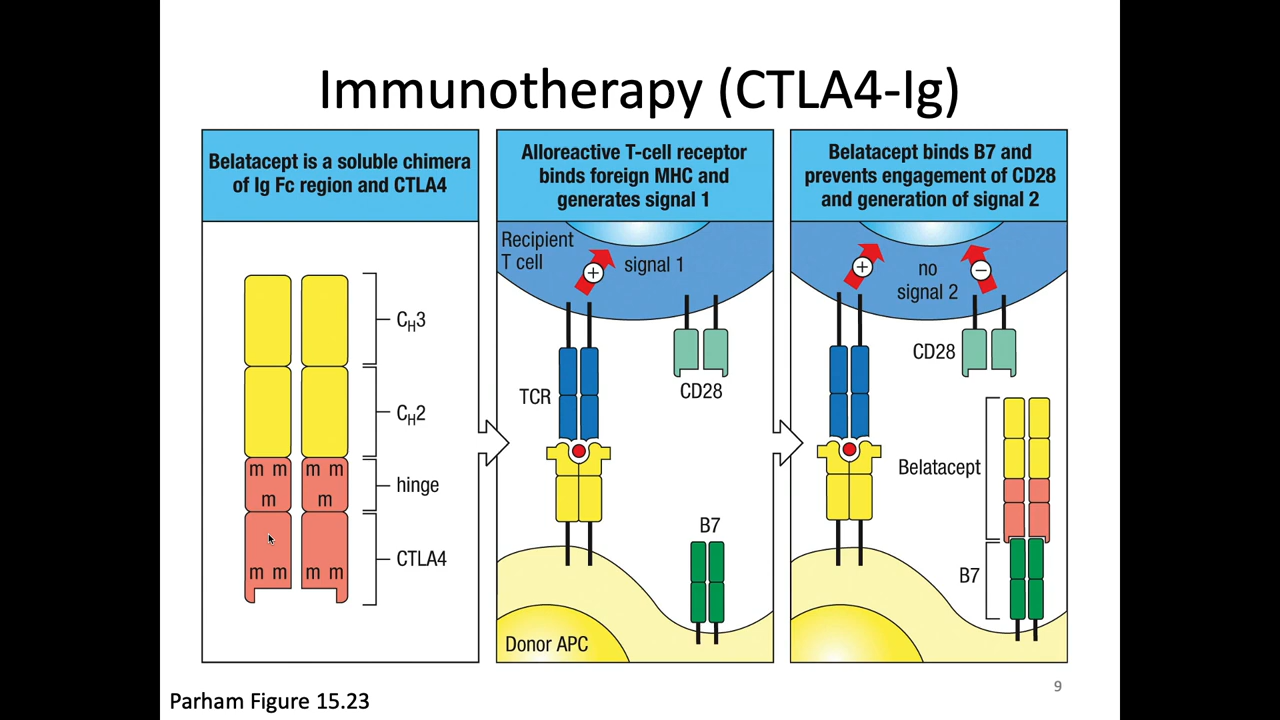 Immunotherapy (CTLA4-Ig)
Belatacept is a soluble chimera
of Ig Fc region and CTLA4
CH3
CH2
m m m m
m m
hinge
m m m m
CTLA4
Alloreactive T-cell receptor
binds foreign MHC and
generates signal 1
Recipient
T cell
+
signal 1
TCR
CD28
B7
Donor APC
Belatacept binds B7 and
prevents engagement of CD28
and generation of signal 2
+
no
signal 2
−
CD28
Belatacept
B7
9
Parham Figure 15.23